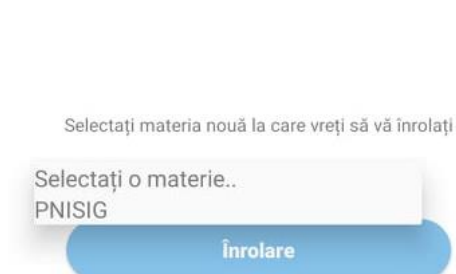 Selectați materia nouă la care vreți să vă înrolați
Selectați o materie..
PNISIG
Înrolare